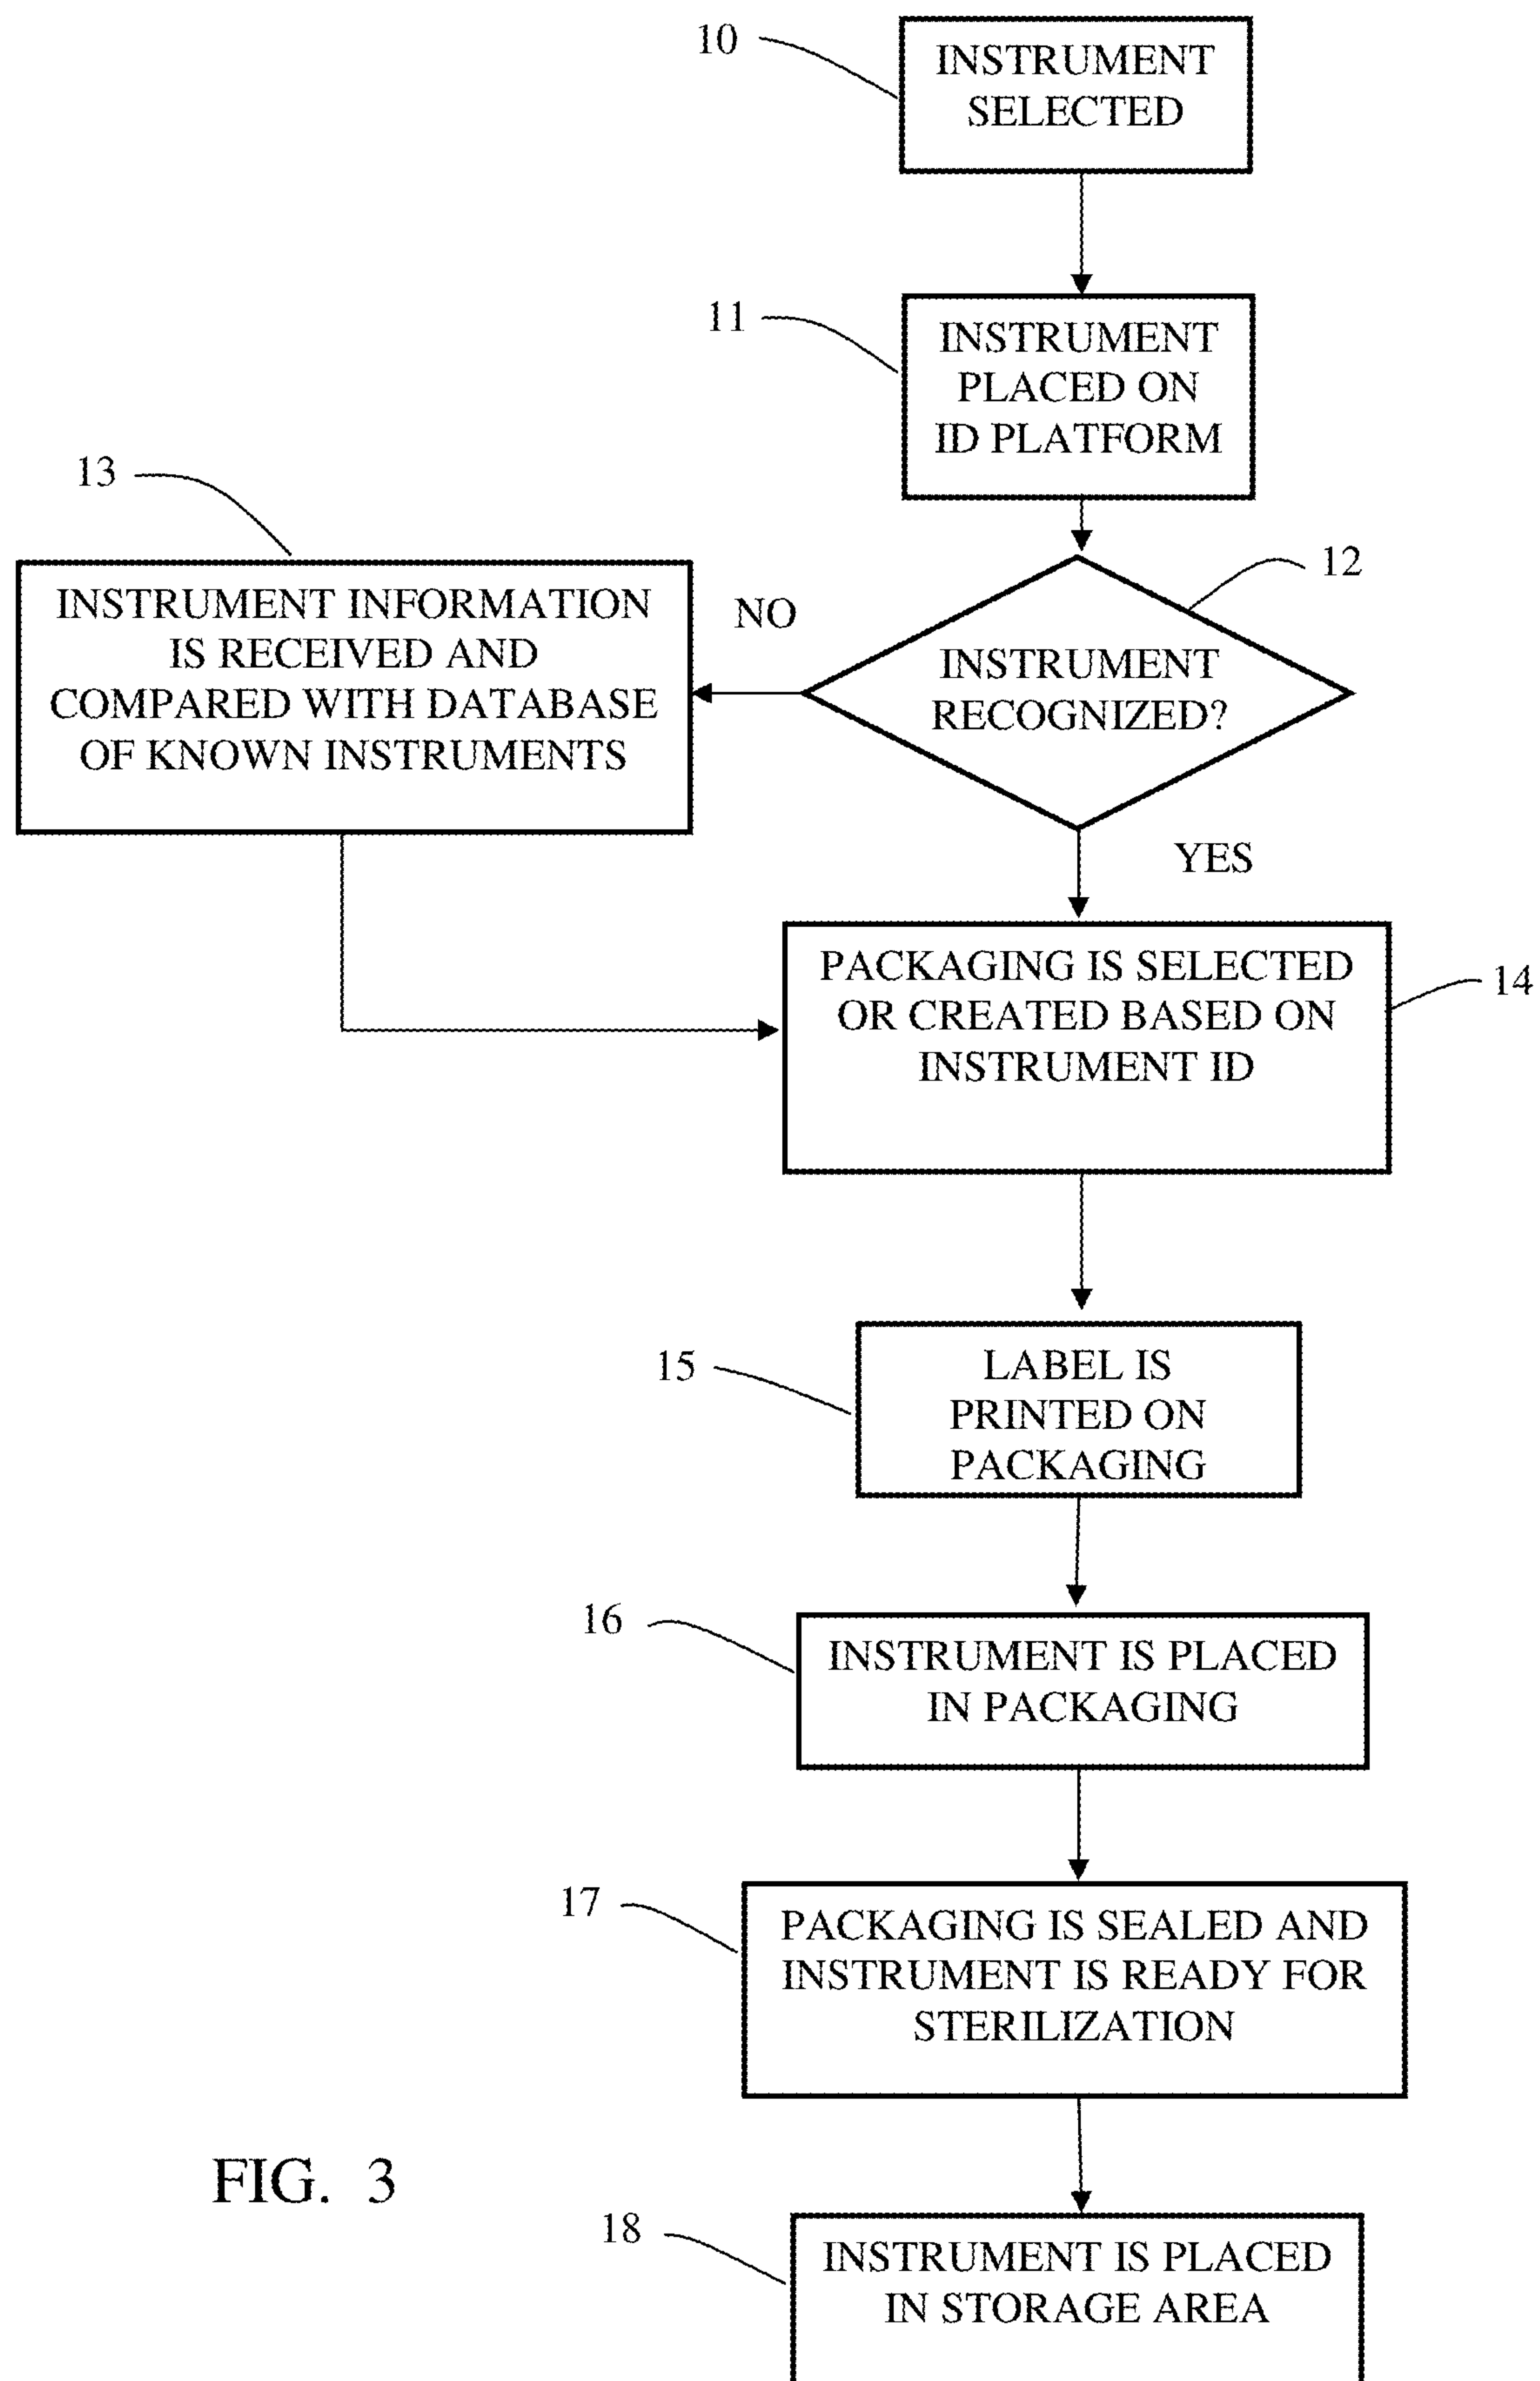 10
INSTRUMENT
SELECTED
11
INSTRUMENT
PLACED ON
ID PLATFORM
13
INSTRUMENT INFORMATION
IS RECEIVED AND
COMPARED WITH DATABASE
OF KNOWN INSTRUMENTS
NO
12
INSTRUMENT
RECOGNIZED?
YES
PACKAGING IS SELECTED
OR CREATED BASED ON
INSTRUMENT ID
14
15
LABEL IS
PRINTED ON
PACKAGING
16
INSTRUMENT IS PLACED
IN PACKAGING
17
PACKAGING IS SEALED AND
INSTRUMENT IS READY FOR
STERILIZATION
FIG. 3
18
INSTRUMENT IS PLACED
IN STORAGE AREA